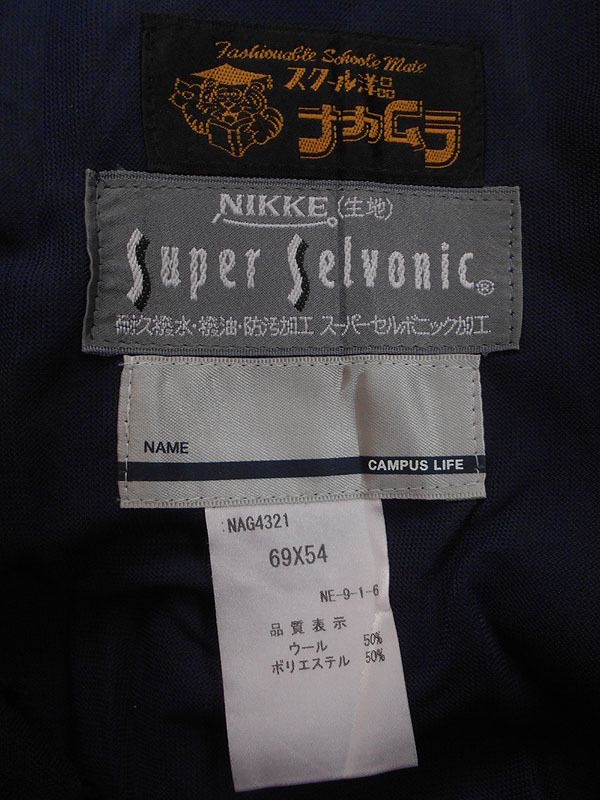 Fashionable Schoole Mate
スクール洋品
ナカムラ
NIKKE (生地)
Super Selvonic®
耐久撥水・撥油・防汚加工 スーパーセルボニック加工
NAME
CAMPUS LIFE
NAG4321
69X54
NE-9-1-6
品質表示
ウール 50%
ポリエステル 50%